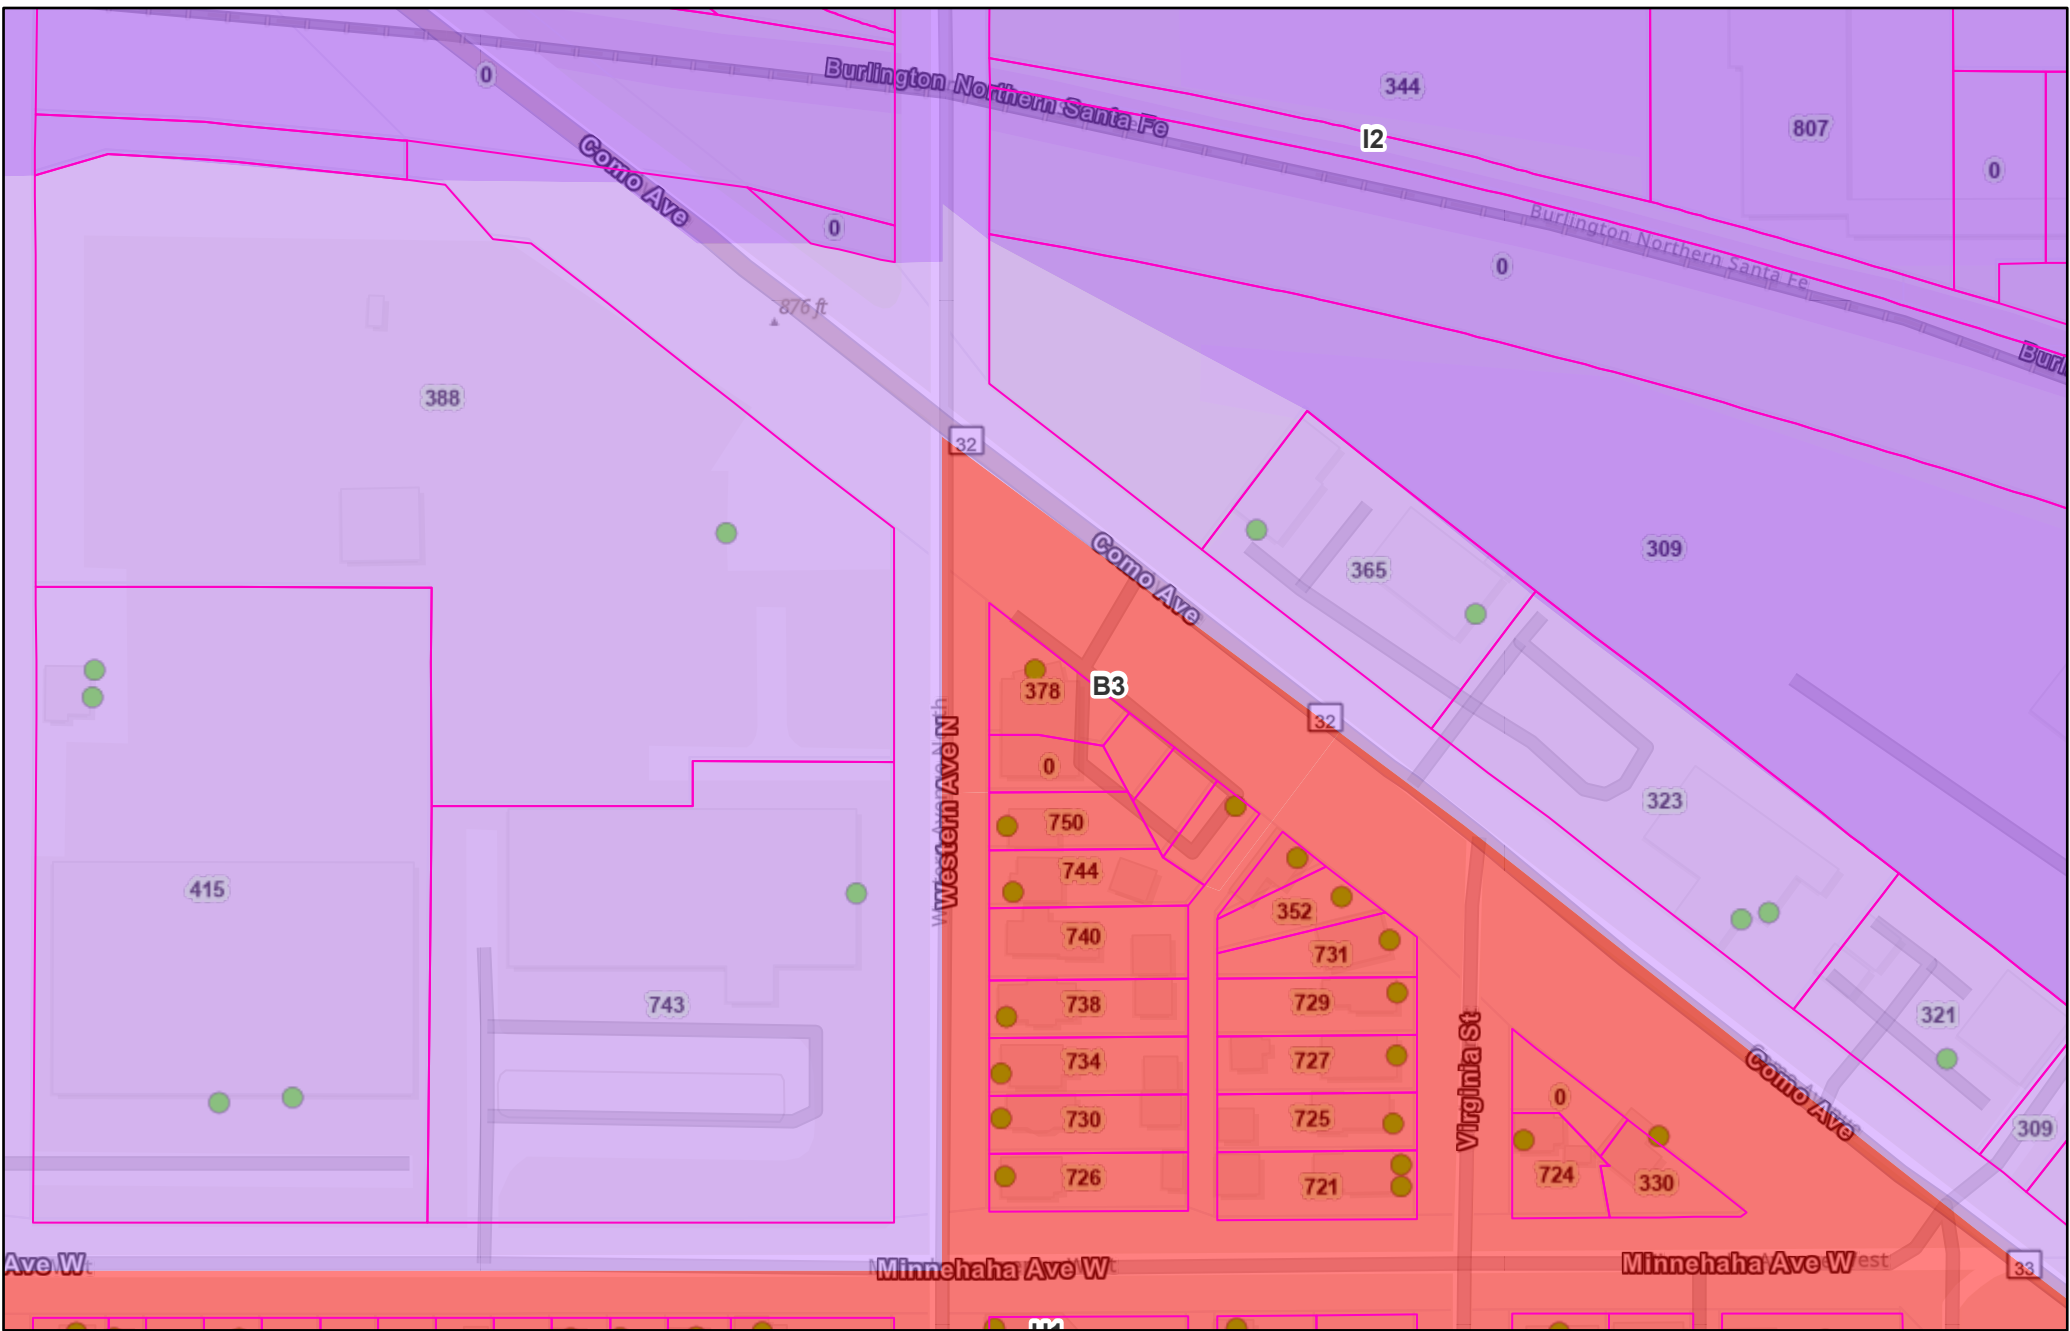 0
Burlington Northern Santa Fe
344
I2
807
0
Como Ave
0
Burlington Northern Santa Fe
0
876 ft
388
32
Como Ave
365
309
378
B3
32
0
323
Western Ave N
750
744
415
352
740
731
743
738
729
321
734
727
Virginia St
Como Ave
0
730
725
309
724
726
721
330
Ave W
Minnehaha Ave W
Minnehaha Ave W
33